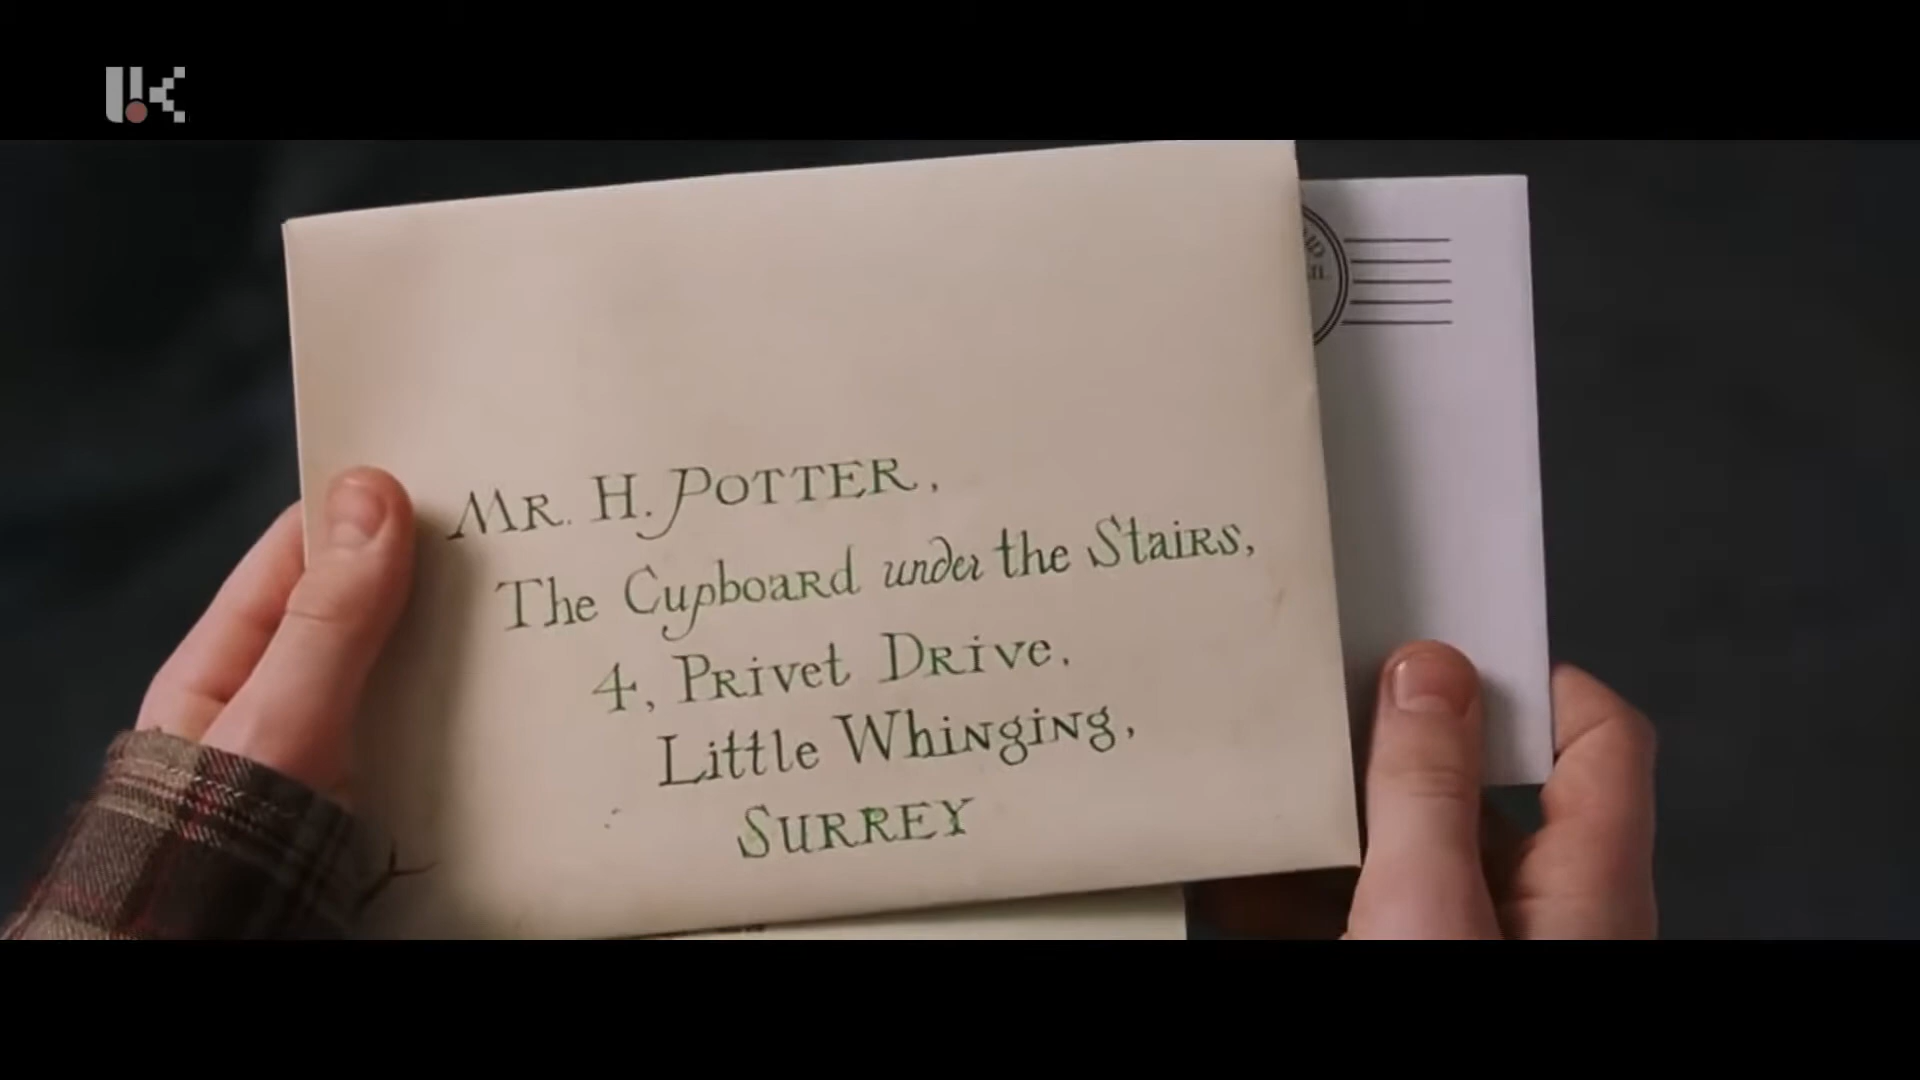 MR. H. POTTER,
The Cupboard under the Stairs,
4, Privet Drive,
Little Whinging,
SURREY